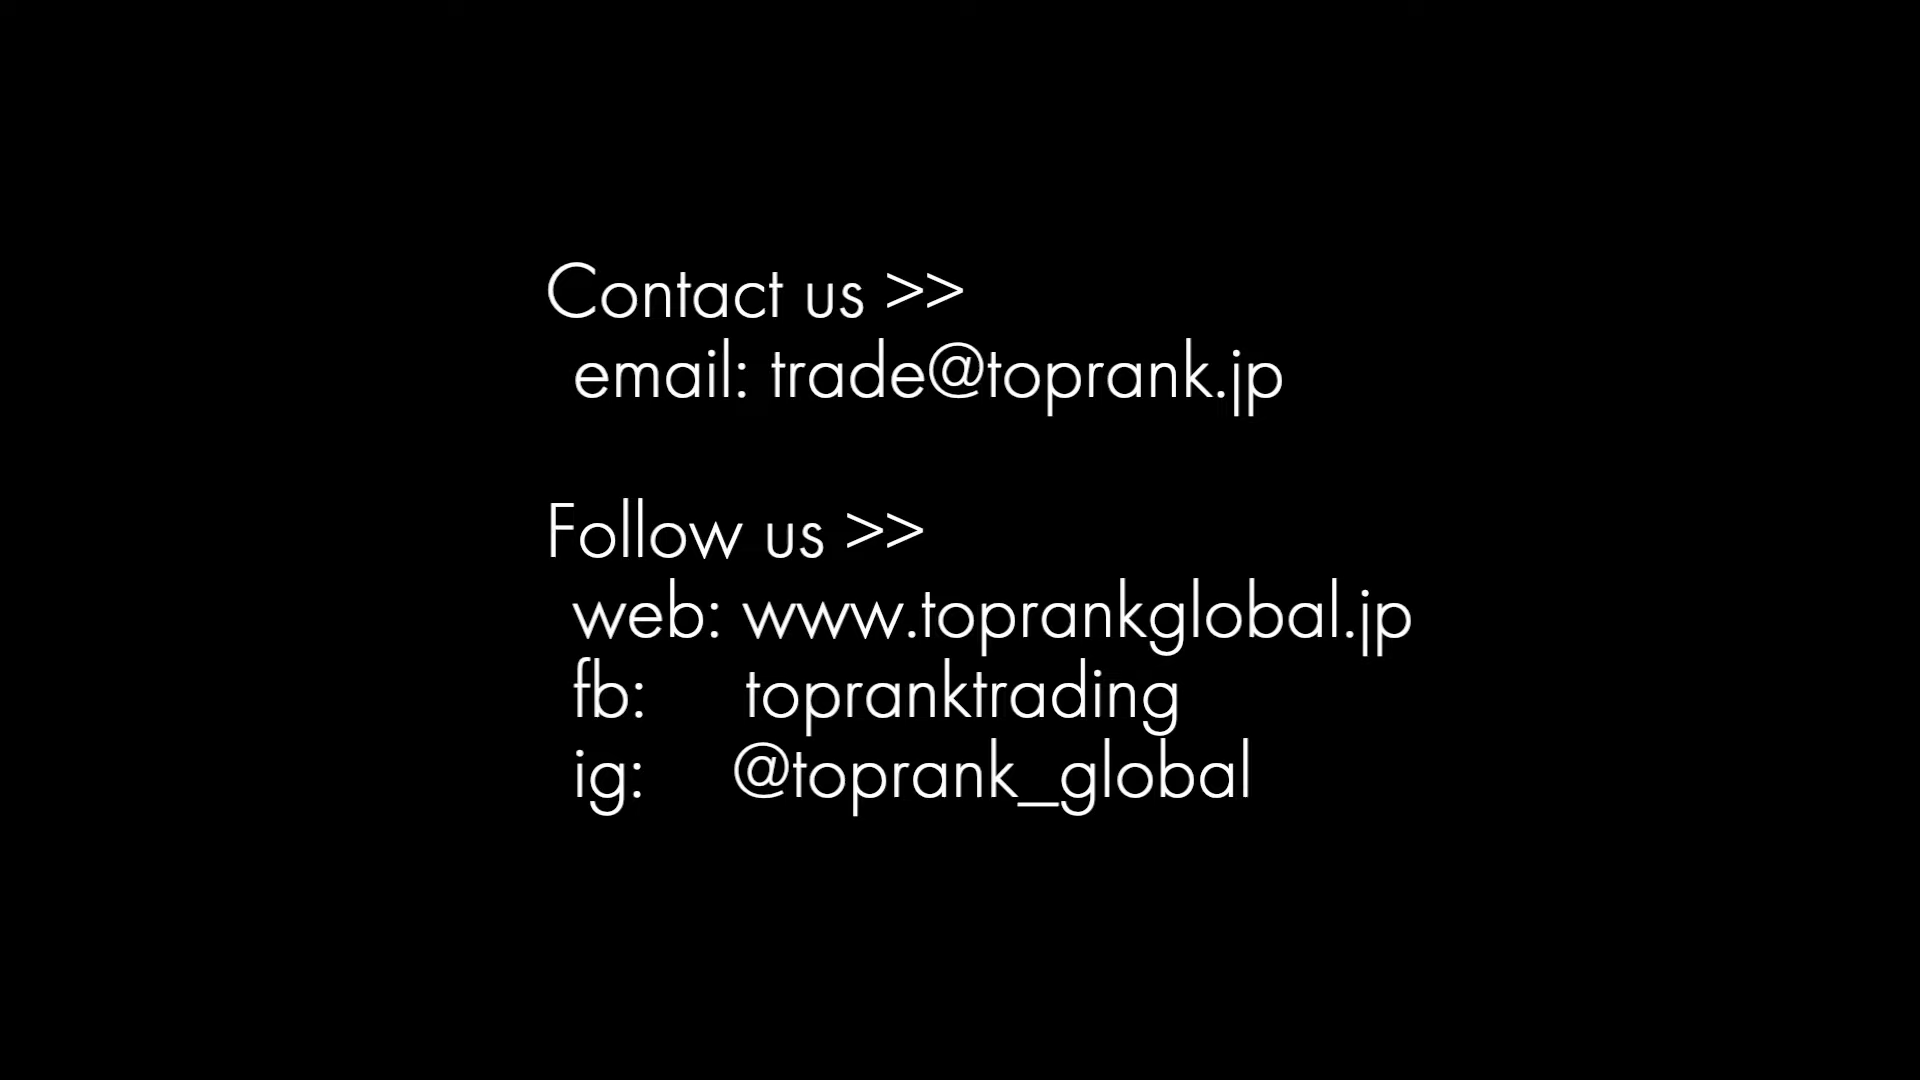 Contact us >>
email: trade@toprank.jp
Follow us >>
web: www.toprankglobal.jp
fb: topranktrading
ig: @toprank_global